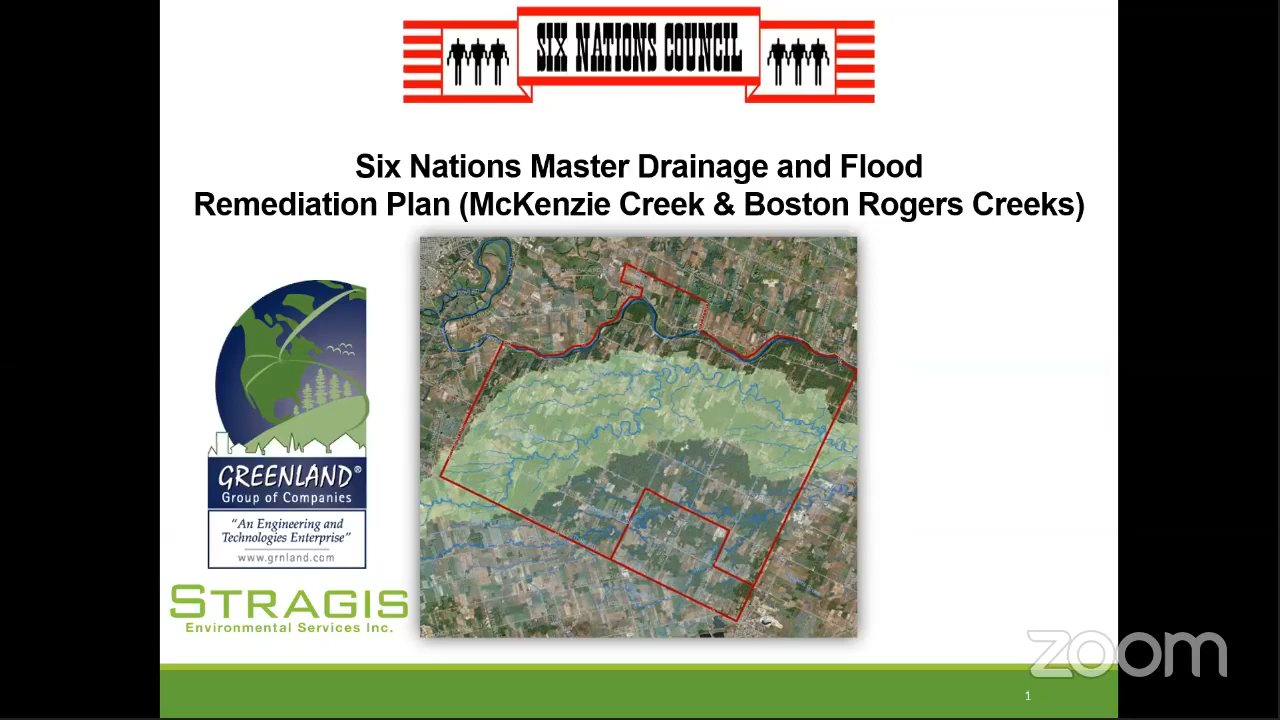 SIX NATIONS COUNCIL
Six Nations Master Drainage and Flood
Remediation Plan (McKenzie Creek & Boston Rogers Creeks)
GREENLAND®
Group of Companies
"An Engineering and
Technologies Enterprise"
www.grnland.com
STRAGIS
Environmental Services Inc.
zoom
1